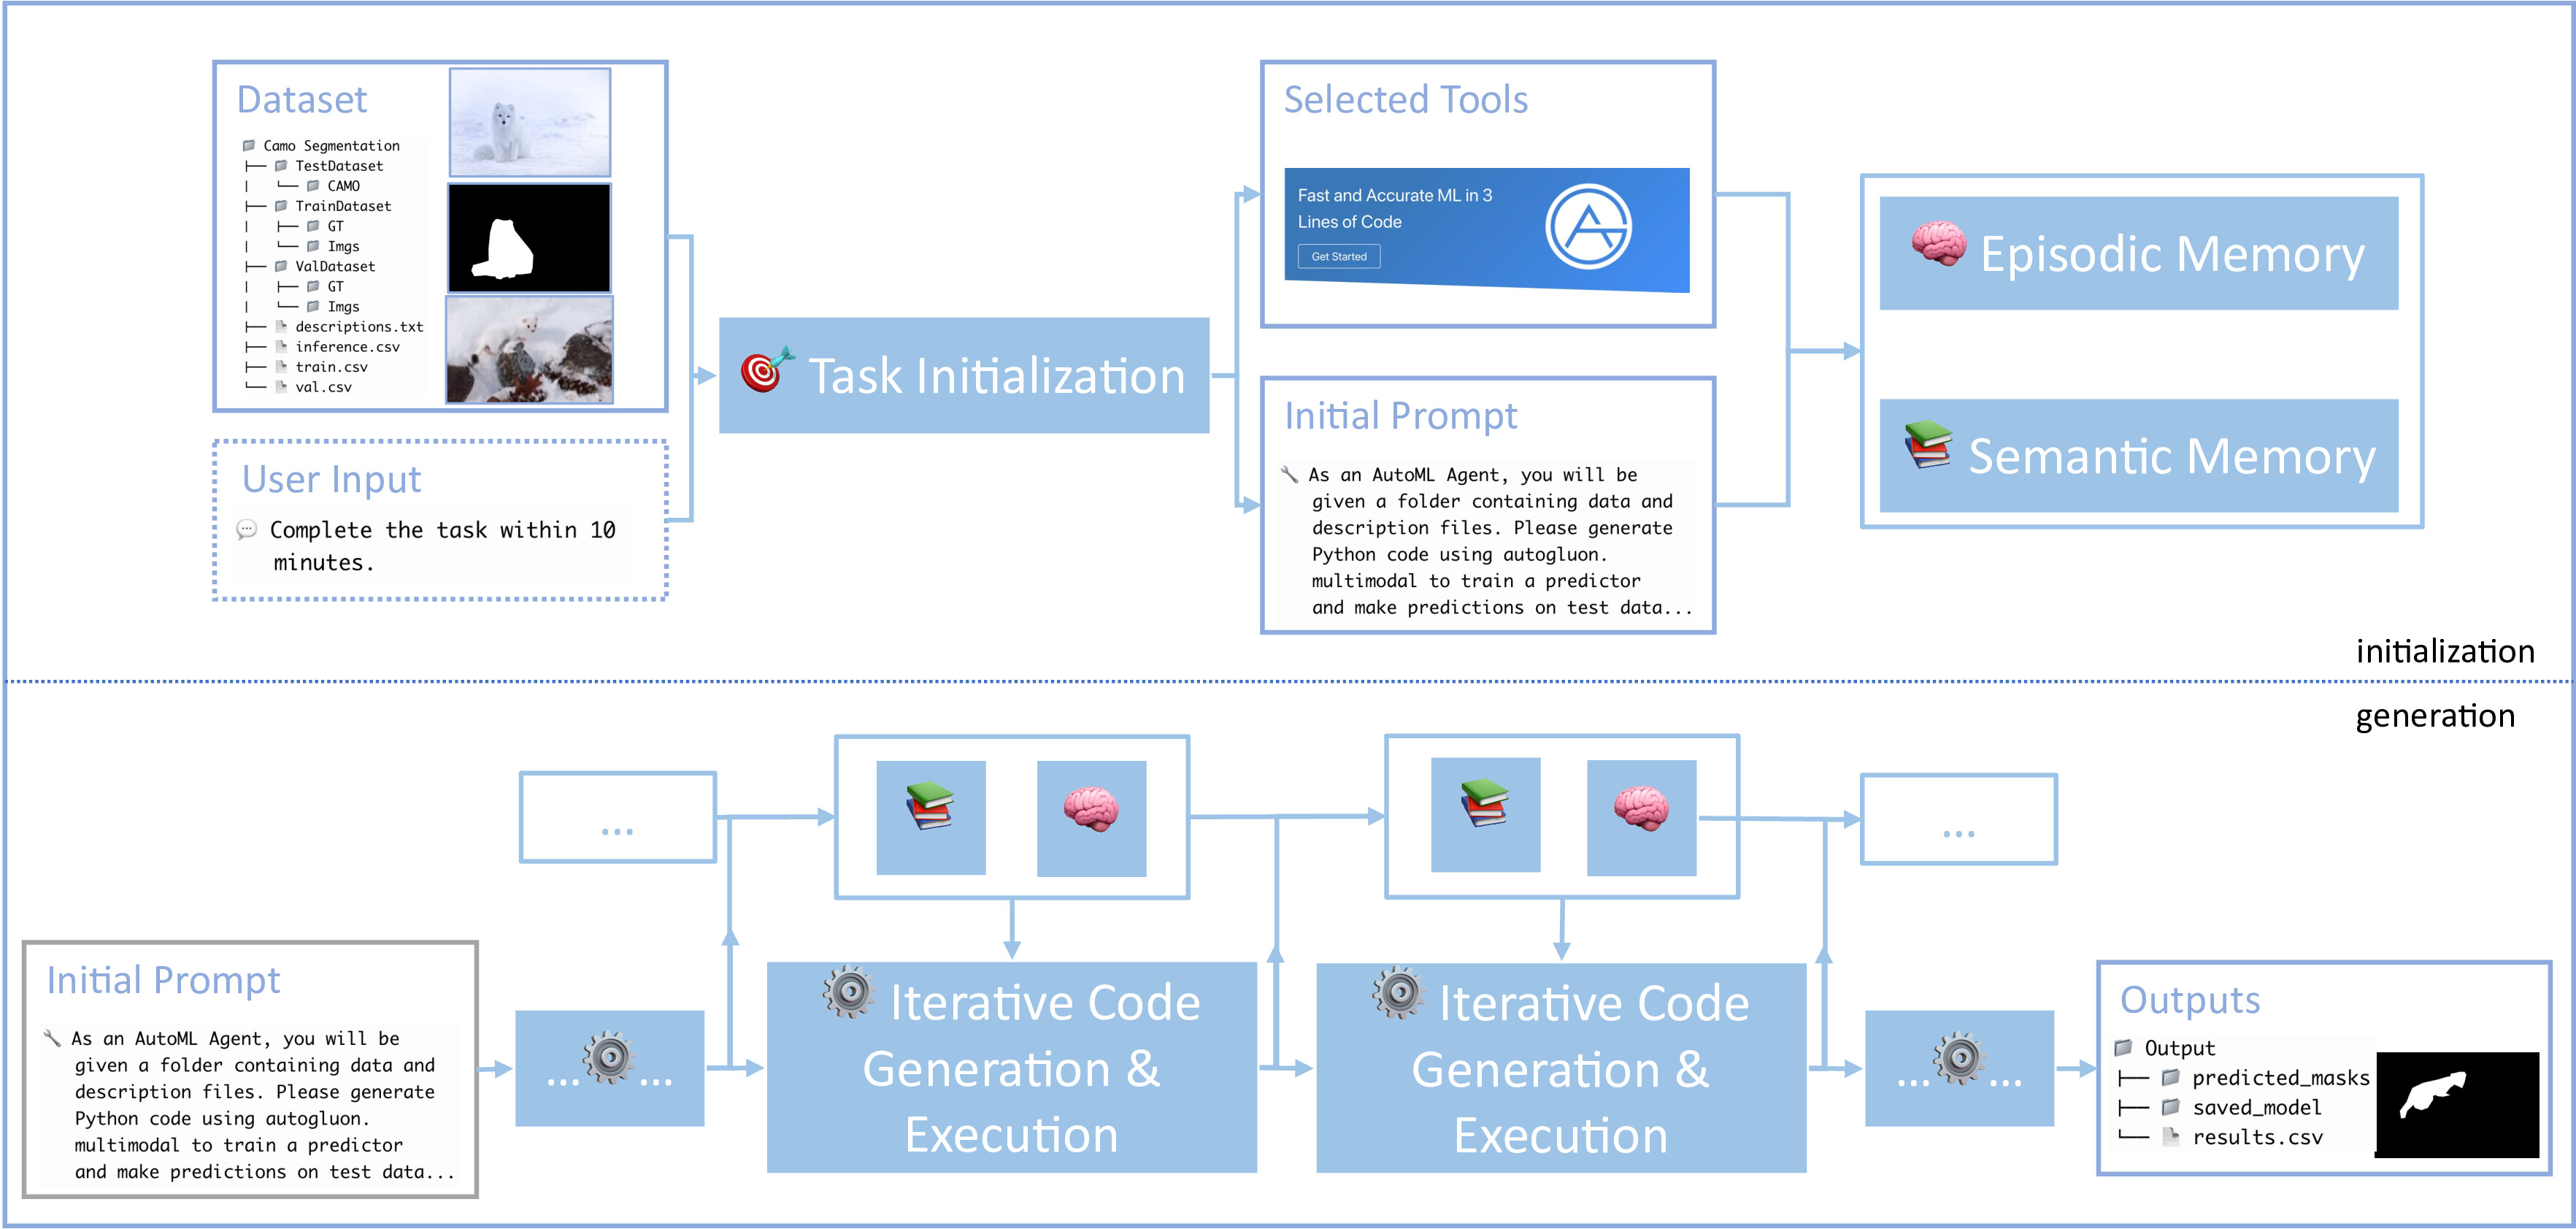 Dataset
Camo Segmentation
├── TestDataset
| └── CAMO
├── TrainDataset
| ├── GT
| └── Imgs
├── ValDataset
| ├── GT
| └── Imgs
├── descriptions.txt
├── inference.csv
├── train.csv
└── val.csv
User Input
Complete the task within 10
minutes.
Task Initialization
Selected Tools
Fast and Accurate ML in 3
Lines of Code
Get Started
Initial Prompt
As an AutoML Agent, you will be
given a folder containing data and
description files. Please generate
Python code using autogluon.
multimodal to train a predictor
and make predictions on test data...
Episodic Memory
Semantic Memory
initialization
generation
...
...
Initial Prompt
As an AutoML Agent, you will be
given a folder containing data and
description files. Please generate
Python code using autogluon.
multimodal to train a predictor
and make predictions on test data...
... ...
Iterative Code
Generation &
Execution
Iterative Code
Generation &
Execution
... ...
Outputs
Output
├── predicted_masks
├── saved_model
└── results.csv